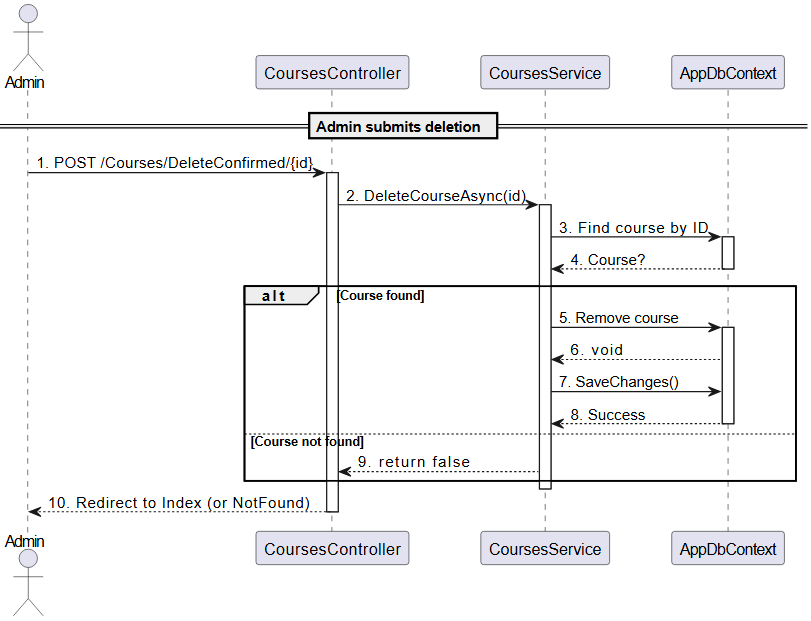 Admin
CoursesController
CoursesService
AppDbContext
Admin submits deletion
1. POST /Courses/DeleteConfirmed/{id}
2. DeleteCourseAsync(id)
3. Find course by ID
4. Course?
alt [Course found]
5. Remove course
6. void
7. SaveChanges()
8. Success
[Course not found]
9. return false
10. Redirect to Index (or NotFound)
Admin
CoursesController
CoursesService
AppDbContext